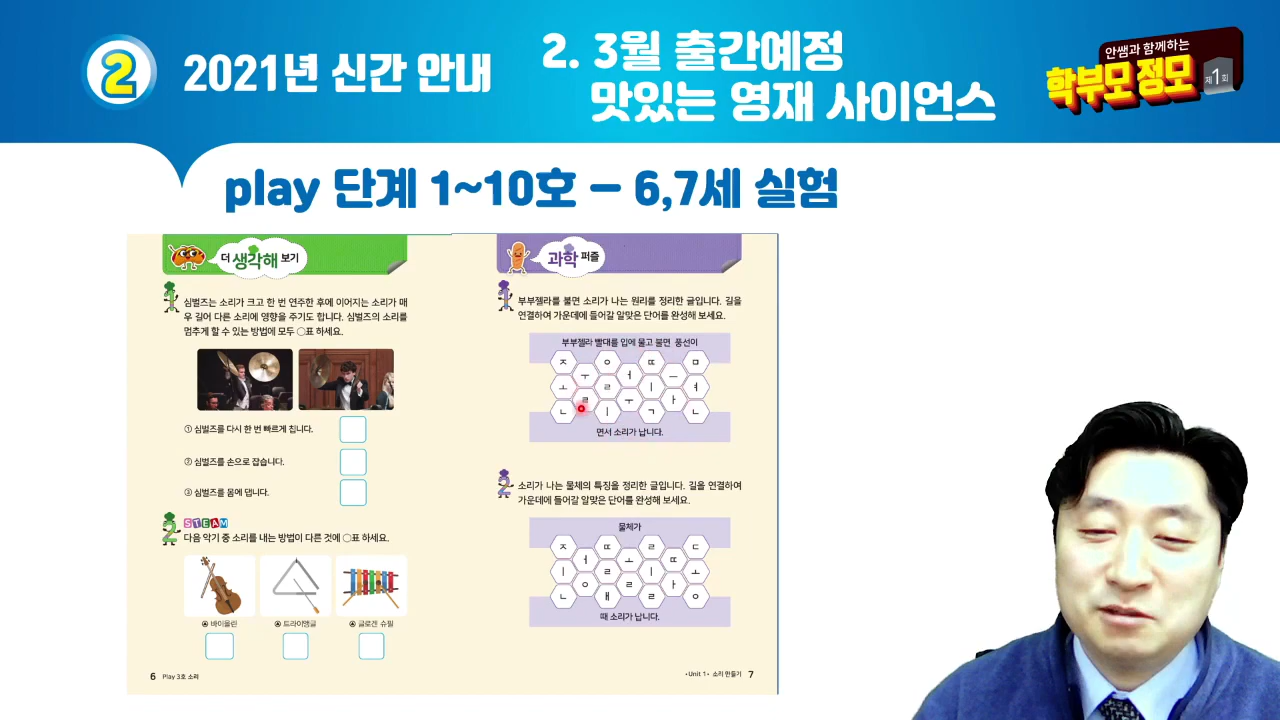 2
2021년 신간 안내
2. 3월 출간예정
맛있는 영재 사이언스
안쌤과 함께하는
학부모 정모
제1회
play 단계 1~10호 – 6,7세 실험
더 생각해 보기
1
심벌즈는 소리가 크고 한 번 연주한 후에 이어지는 소리가 매
우 길어 다른 소리에 영향을 주기도 합니다. 심벌즈의 소리를
멈추게 할 수 있는 방법에 모두 ○표 하세요.
① 심벌즈를 다시 한 번 빠르게 칩니다.
② 심벌즈를 손으로 잡습니다.
③ 심벌즈를 몸에 댑니다.
2
STEAM
다음 악기 중 소리를 내는 방법이 다른 것에 ○표 하세요.
바이올린
트라이앵글
글로켄 슈필
6 Play 3호 소리
과학 퍼즐
1
부부젤라를 불면 소리가 나는 원리를 정리한 글입니다. 길을
연결하여 가운데에 들어갈 알맞은 단어를 완성해 보세요.
부부젤라 빨대를 입에 물고 불면 풍선이
ㅈ ㅇ ㄸ ㅁ
ㅜ ㅓ ㅡ
ㅗ ㄹ ㅣ ㅕ
ㄹ ㅜ ㅏ
ㄴ ㅣ ㄱ ㄴ
면서 소리가 납니다.
2
소리가 나는 물체의 특징을 정리한 글입니다. 길을 연결하여
가운데에 들어갈 알맞은 단어를 완성해 보세요.
물체가
ㅈ ㄸ ㄹ ㄷ
ㅓ ㅗ ㄸ
ㅣ ㄹ ㅣ ㅗ
ㅇ ㄹ ㅏ
ㄴ ㅐ ㄹ ㅇ
때 소리가 납니다.
•Unit 1• 소리 만들기 7